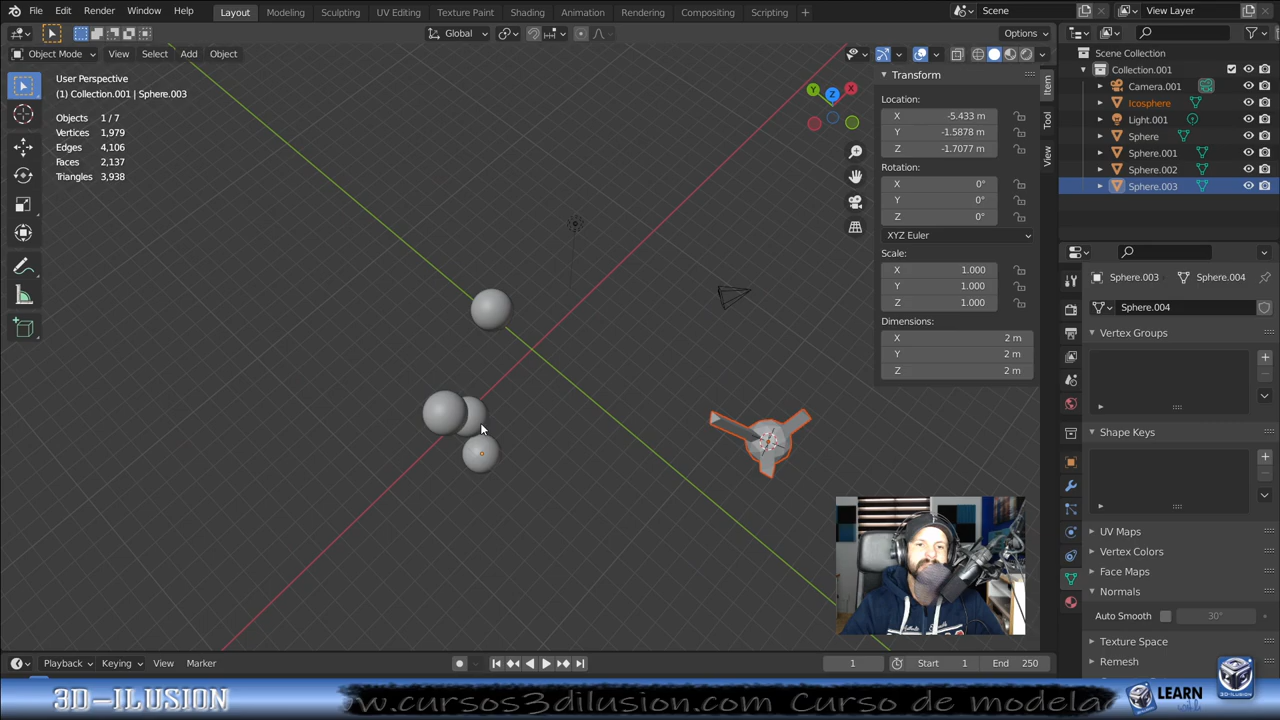 File Edit Render Window Help
Layout Modeling Sculpting UV Editing Texture Paint Shading Animation Rendering Compositing Scripting +
Scene
View Layer
Global
Options
Object Mode View Select Add Object
User Perspective
(1) Collection.001 | Sphere.003
Objects 1 / 7
Vertices 1,979
Edges 4,106
Faces 2,137
Triangles 3,938
Y Z X
Transform
Location:
X -5.433 m
Y -1.5878 m
Z -1.7077 m
Rotation:
X 0°
Y 0°
Z 0°
XYZ Euler
Scale:
X 1.000
Y 1.000
Z 1.000
Dimensions:
X 2 m
Y 2 m
Z 2 m
Item
Tool
View
Scene Collection
Collection.001
Camera.001
Icosphere
Light.001
Sphere
Sphere.001
Sphere.002
Sphere.003
Sphere.003 Sphere.004
Sphere.004
Vertex Groups
Shape Keys
UV Maps
Vertex Colors
Face Maps
Normals
Auto Smooth 30°
Texture Space
Remesh
Playback Keying View Marker
1 Start 1 End 250
3D-ILUSION
w.cursos3dilusion.com Curso de modela
LEARN